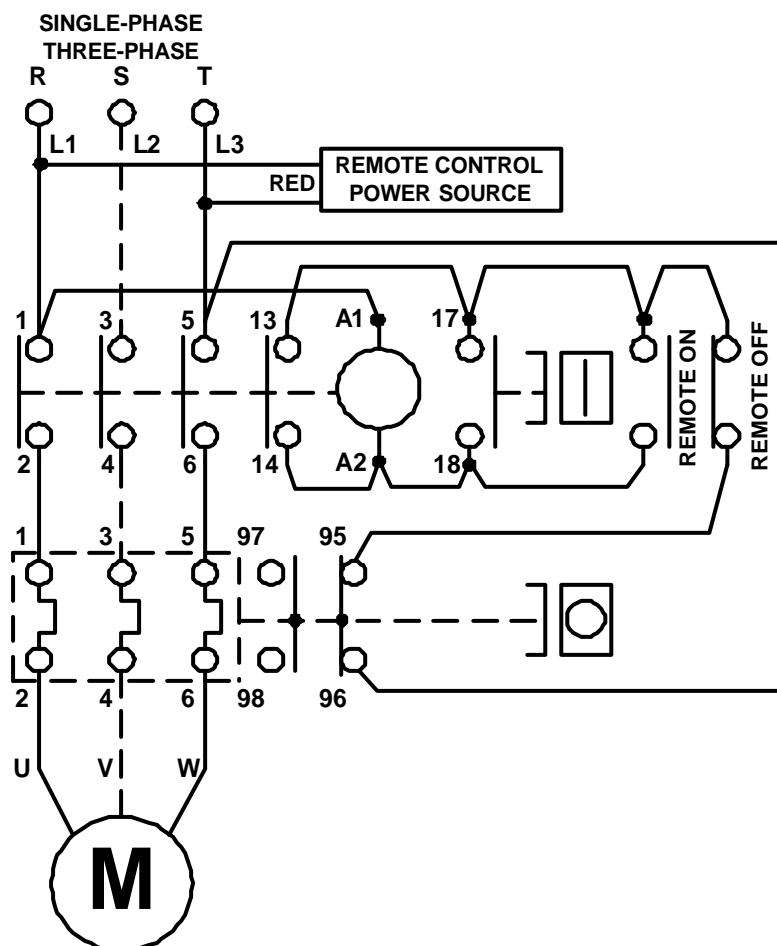 SINGLE-PHASE
THREE-PHASE
R S T
L1 L2 L3
REMOTE CONTROL
POWER SOURCE
RED
1 3 5 13 A1 17
REMOTE ON
REMOTE OFF
2 4 6 14 A2 18
1 3 5 97 95
2 4 6 98 96
U V W
M